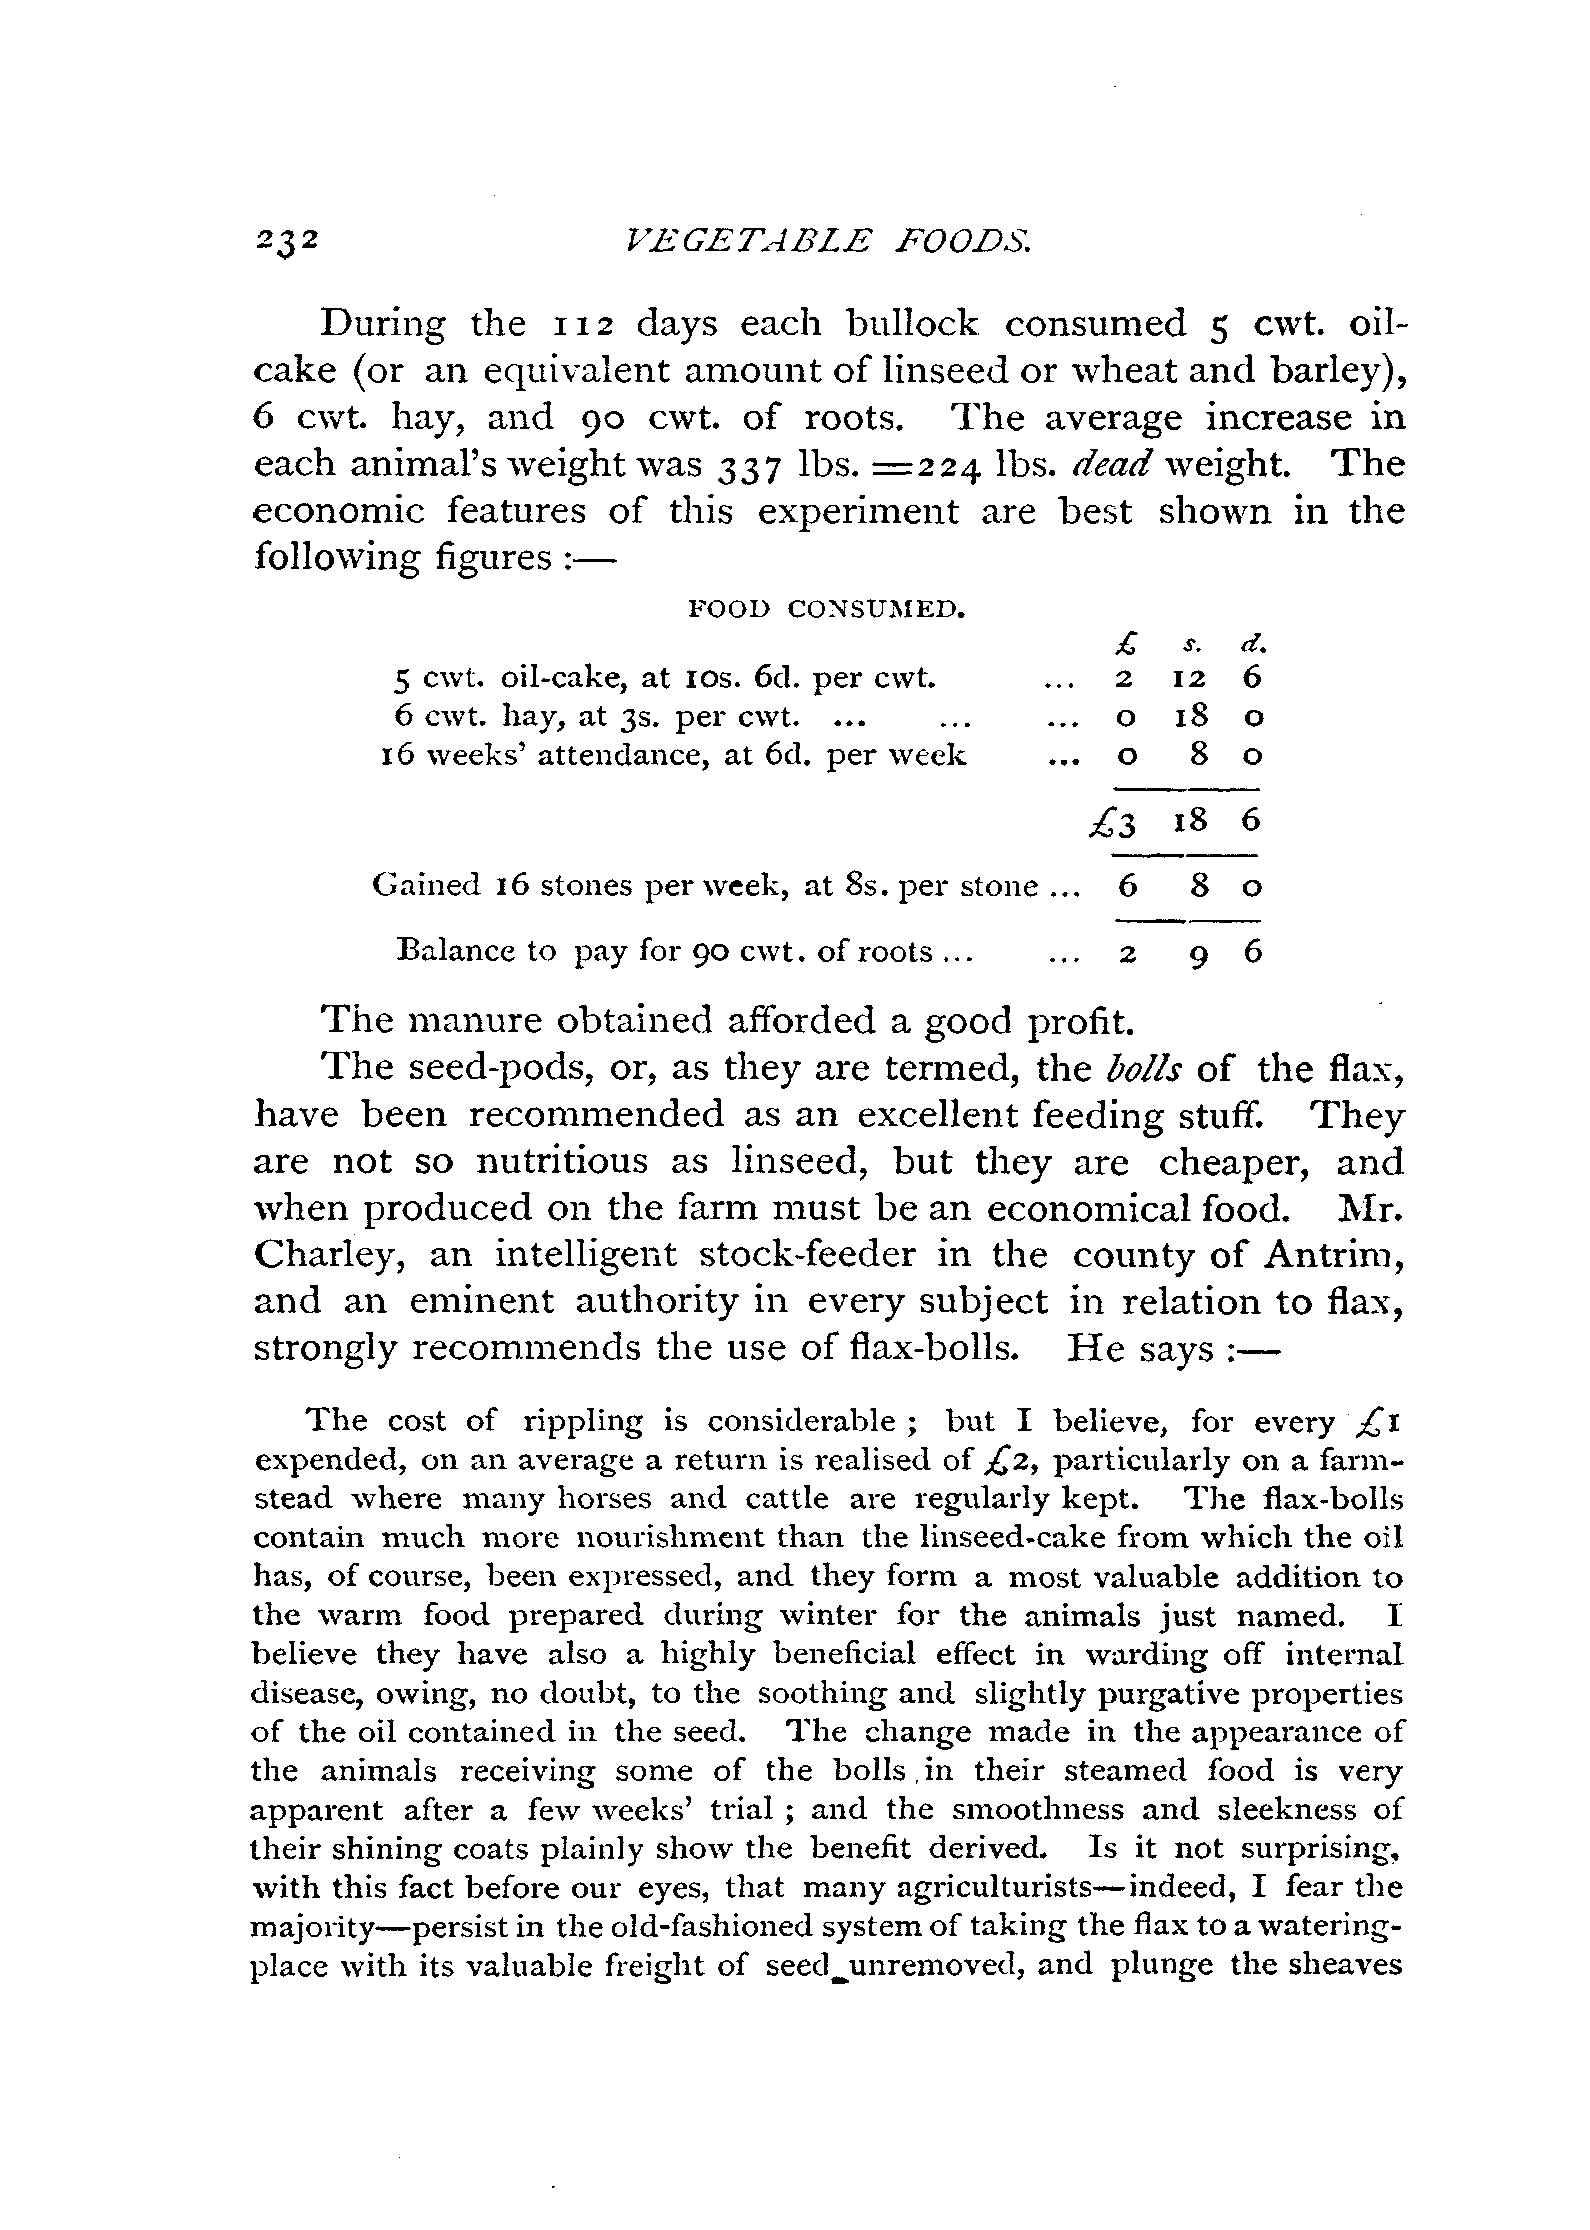 232 VEGETABLE FOODS.
During the 112 days each bullock consumed 5 cwt. oil-
cake (or an equivalent amount of linseed or wheat and barley),
6 cwt. hay, and 90 cwt. of roots. The average increase in
each animal's weight was 337 lbs. =224 lbs. dead weight. The
economic features of this experiment are best shown in the
following figures :—
FOOD CONSUMED.
£ s. d.
5 cwt. oil-cake, at 10s. 6d. per cwt. ... 2 12 6
6 cwt. hay, at 3s. per cwt. ... ... ... 0 18 0
16 weeks' attendance, at 6d. per week ... 0 8 0
£3 18 6
Gained 16 stones per week, at 8s. per stone ... 6 8 0
Balance to pay for 90 cwt. of roots ... ... 2 9 6
The manure obtained afforded a good profit.
The seed-pods, or, as they are termed, the bolls of the flax,
have been recommended as an excellent feeding stuff. They
are not so nutritious as linseed, but they are cheaper, and
when produced on the farm must be an economical food. Mr.
Charley, an intelligent stock-feeder in the county of Antrim,
and an eminent authority in every subject in relation to flax,
strongly recommends the use of flax-bolls. He says :—
The cost of rippling is considerable ; but I believe, for every £1
expended, on an average a return is realised of £2, particularly on a farm-
stead where many horses and cattle are regularly kept. The flax-bolls
contain much more nourishment than the linseed-cake from which the oil
has, of course, been expressed, and they form a most valuable addition to
the warm food prepared during winter for the animals just named. I
believe they have also a highly beneficial effect in warding off internal
disease, owing, no doubt, to the soothing and slightly purgative properties
of the oil contained in the seed. The change made in the appearance of
the animals receiving some of the bolls in their steamed food is very
apparent after a few weeks' trial ; and the smoothness and sleekness of
their shining coats plainly show the benefit derived. Is it not surprising,
with this fact before our eyes, that many agriculturists—indeed, I fear the
majority—persist in the old-fashioned system of taking the flax to a watering-
place with its valuable freight of seed unremoved, and plunge the sheaves